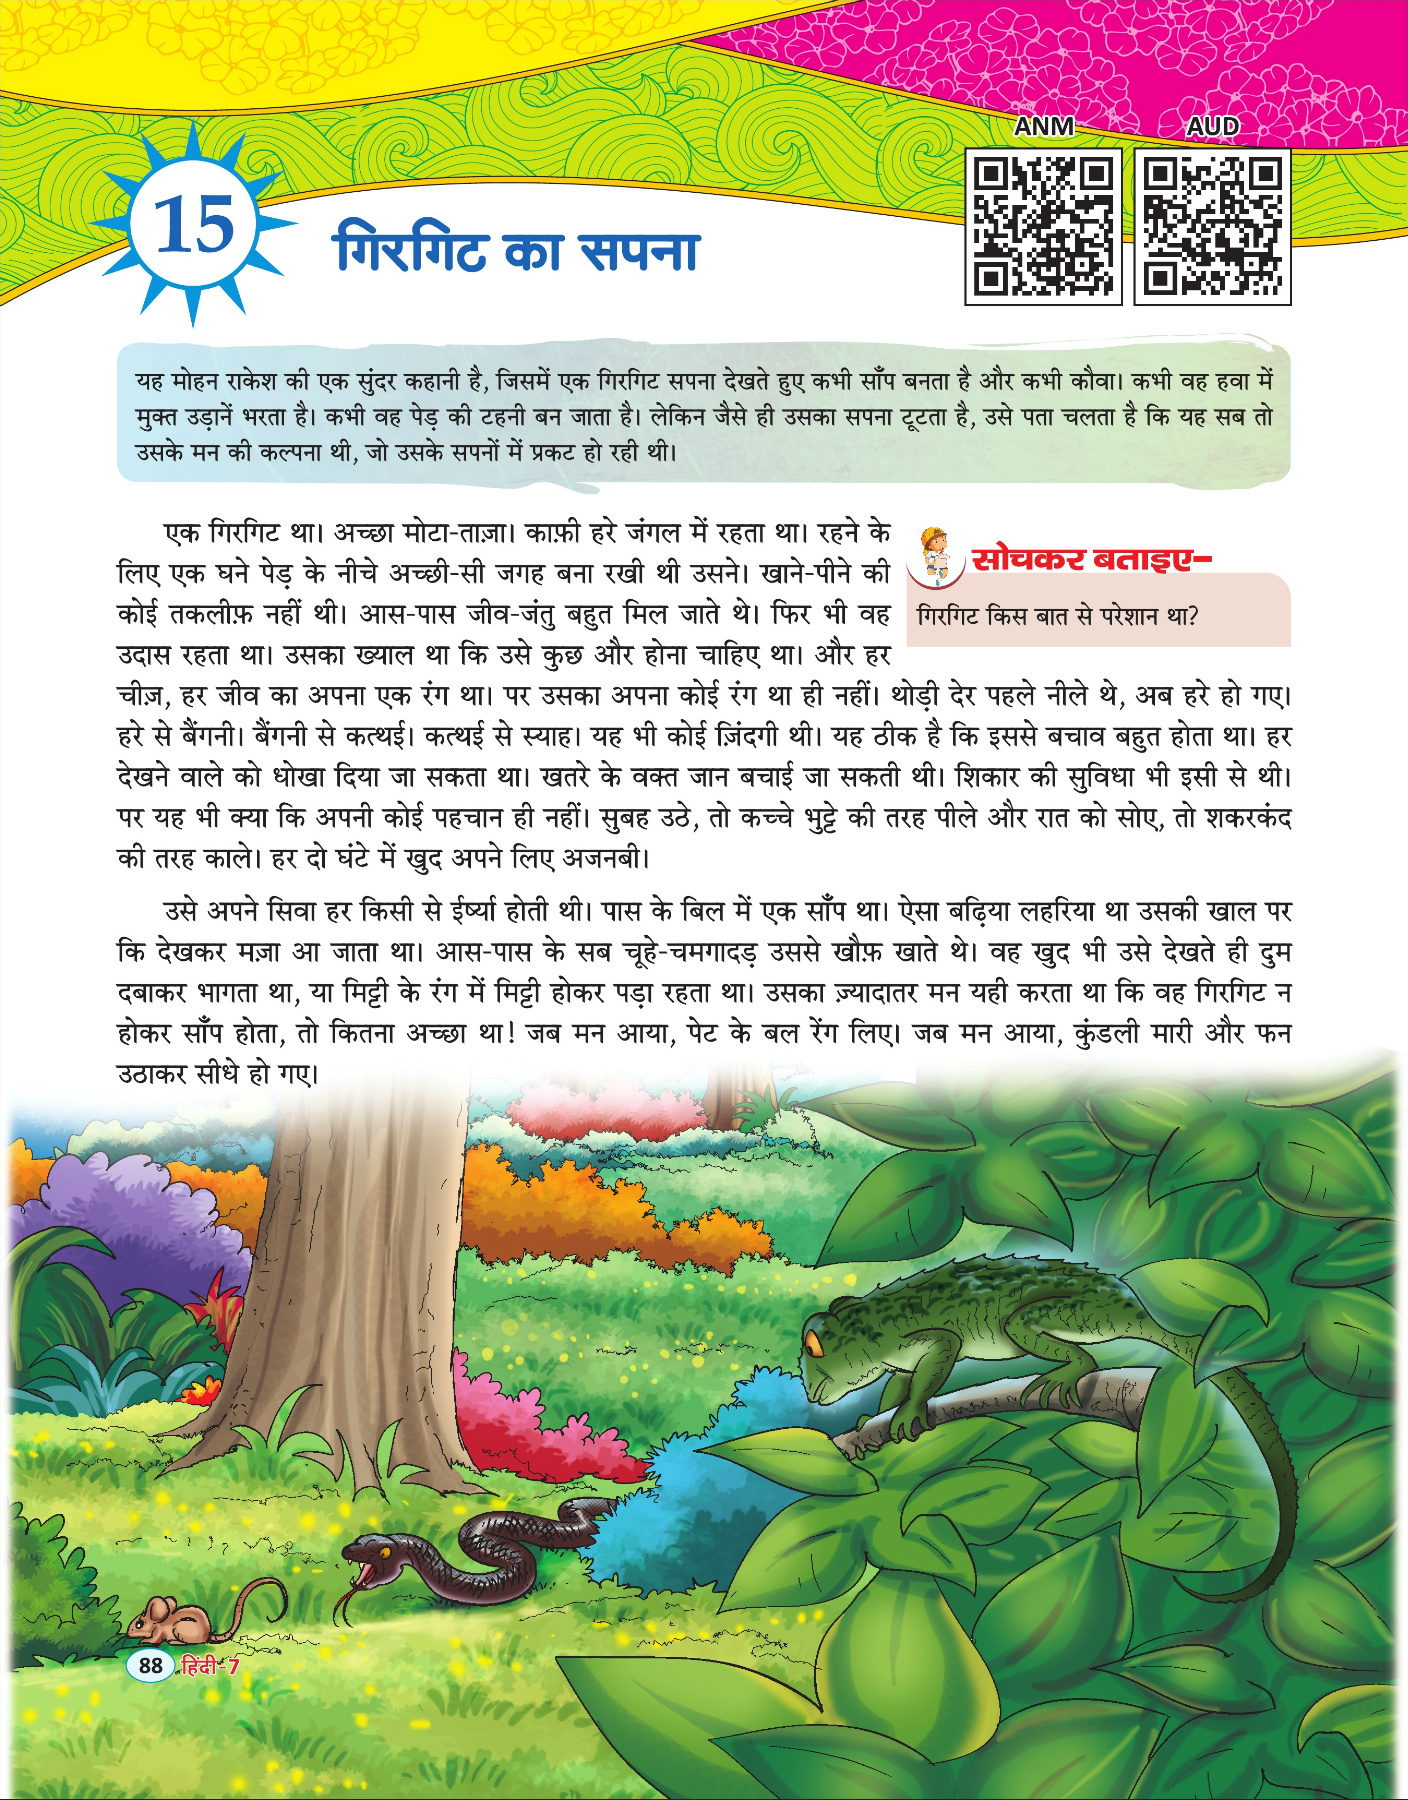 ANM
AUD
15
गिरगिट का सपना
यह मोहन राकेश की एक सुंदर कहानी है, जिसमें एक गिरगिट सपना देखते हुए कभी साँप बनता है और कभी कौवा। कभी वह हवा में
मुक्त उड़ानें भरता है। कभी वह पेड़ की टहनी बन जाता है। लेकिन जैसे ही उसका सपना टूटता है, उसे पता चलता है कि यह सब तो
उसके मन की कल्पना थी, जो उसके सपनों में प्रकट हो रही थी।
एक गिरगिट था। अच्छा मोटा-ताज़ा। काफ़ी हरे जंगल में रहता था। रहने के
लिए एक घने पेड़ के नीचे अच्छी-सी जगह बना रखी थी उसने। खाने-पीने की
कोई तकलीफ़ नहीं थी। आस-पास जीव-जंतु बहुत मिल जाते थे। फिर भी वह
उदास रहता था। उसका ख्याल था कि उसे कुछ और होना चाहिए था। और हर
सोचकर बताइए–
गिरगिट किस बात से परेशान था?
चीज़, हर जीव का अपना एक रंग था। पर उसका अपना कोई रंग था ही नहीं। थोड़ी देर पहले नीले थे, अब हरे हो गए।
हरे से बैंगनी। बैंगनी से कत्थई। कत्थई से स्याह। यह भी कोई ज़िंदगी थी। यह ठीक है कि इससे बचाव बहुत होता था। हर
देखने वाले को धोखा दिया जा सकता था। खतरे के वक्त जान बचाई जा सकती थी। शिकार की सुविधा भी इसी से थी।
पर यह भी क्या कि अपनी कोई पहचान ही नहीं। सुबह उठे, तो कच्चे भुट्टे की तरह पीले और रात को सोए, तो शकरकंद
की तरह काले। हर दो घंटे में खुद अपने लिए अजनबी।
उसे अपने सिवा हर किसी से ईर्ष्या होती थी। पास के बिल में एक साँप था। ऐसा बढ़िया लहरिया था उसकी खाल पर
कि देखकर मज़ा आ जाता था। आस-पास के सब चूहे-चमगादड़ उससे खौफ़ खाते थे। वह खुद भी उसे देखते ही दुम
दबाकर भागता था, या मिट्टी के रंग में मिट्टी होकर पड़ा रहता था। उसका ज़्यादातर मन यही करता था कि वह गिरगिट न
होकर साँप होता, तो कितना अच्छा था! जब मन आया, पेट के बल रेंग लिए। जब मन आया, कुंडली मारी और फन
उठाकर सीधे हो गए।
88 हिंदी-7